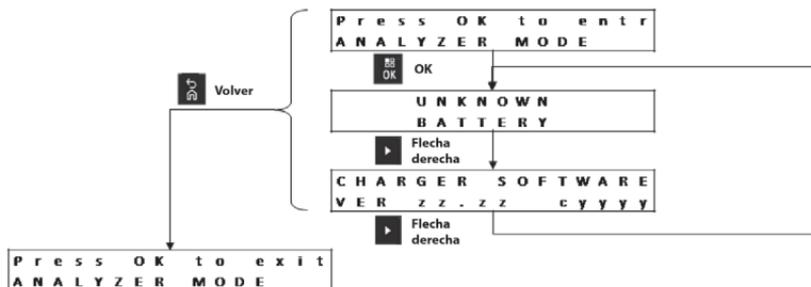 Press OK to entr
ANALYZER MODE
OK
OK
Volver
UNKNOWN
BATTERY
Flecha
derecha
CHARGER SOFTWARE
VER zz.zz cyyyy
Flecha
derecha
Press OK to exit
ANALYZER MODE